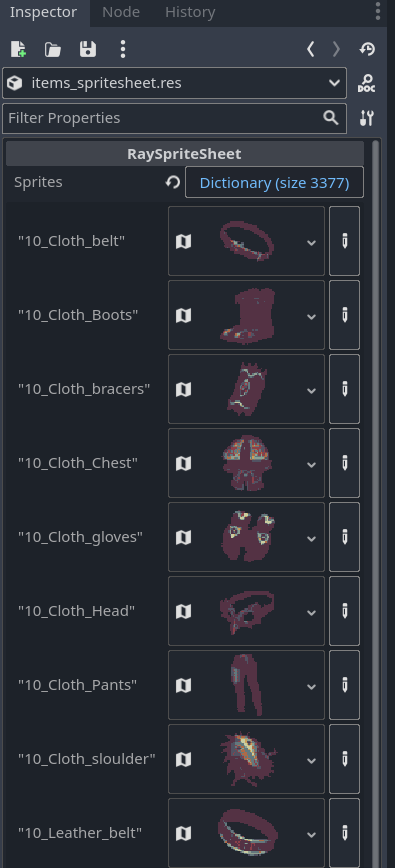 Inspector Node History
items_spritesheet.res
DOC
Filter Properties
RaySpriteSheet
Sprites Dictionary (size 3377)
"10_Cloth_belt"
"10_Cloth_Boots"
"10_Cloth_bracers"
"10_Cloth_Chest"
"10_Cloth_gloves"
"10_Cloth_Head"
"10_Cloth_Pants"
"10_Cloth_sloulder"
"10_Leather_belt"